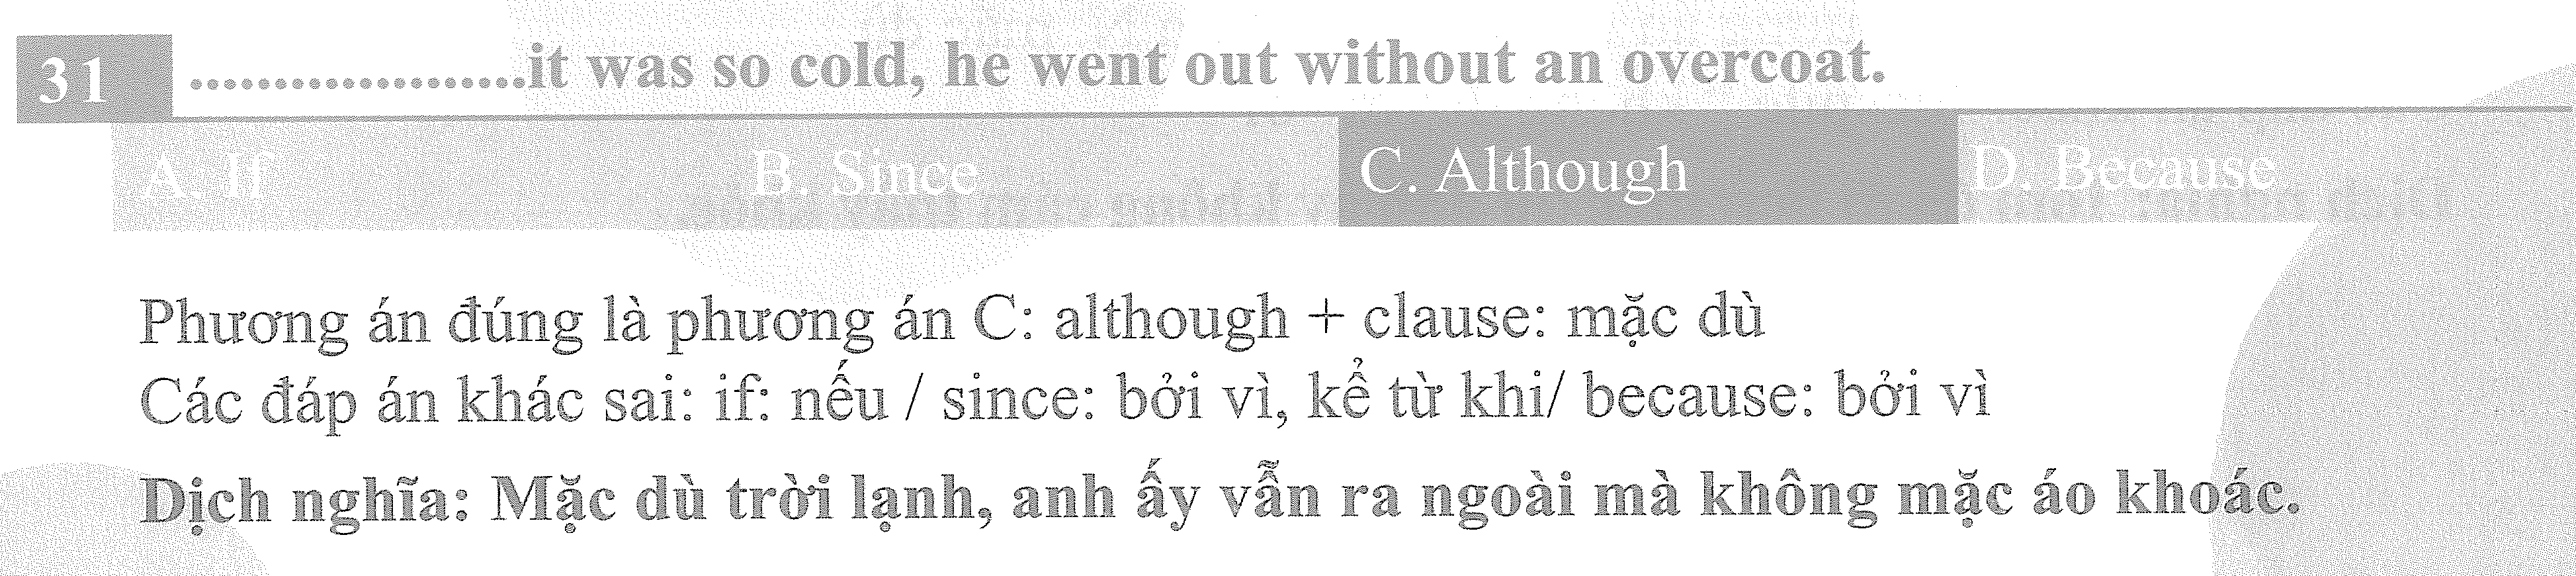 31 ....................it was so cold, he went out without an overcoat.
A. If B. Since C. Although D. Because
Phương án đúng là phương án C: although + clause: mặc dù
Các đáp án khác sai: if: nếu / since: bởi vì, kể từ khi/ because: bởi vì
Dịch nghĩa: Mặc dù trời lạnh, anh ấy vẫn ra ngoài mà không mặc áo khoác.